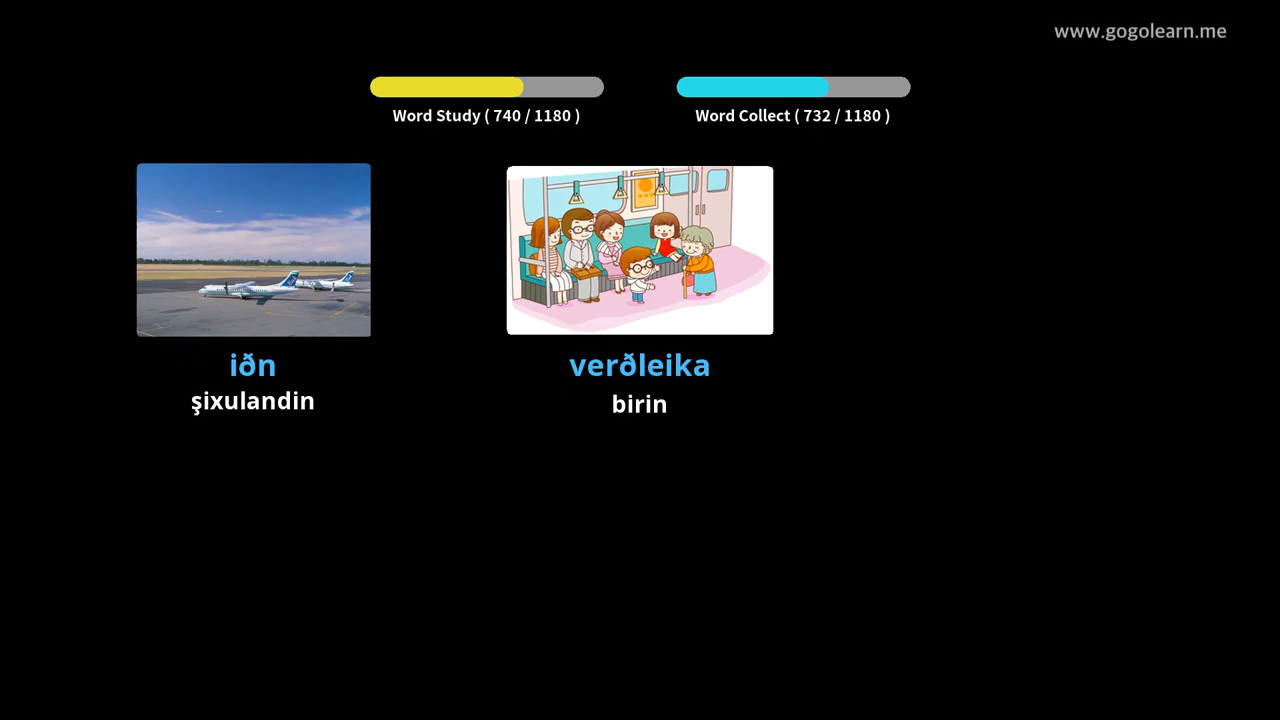 www.gogolearn.me
Word Study ( 740 / 1180 )
Word Collect ( 732 / 1180 )
iðn
şixulandin
verðleika
birin